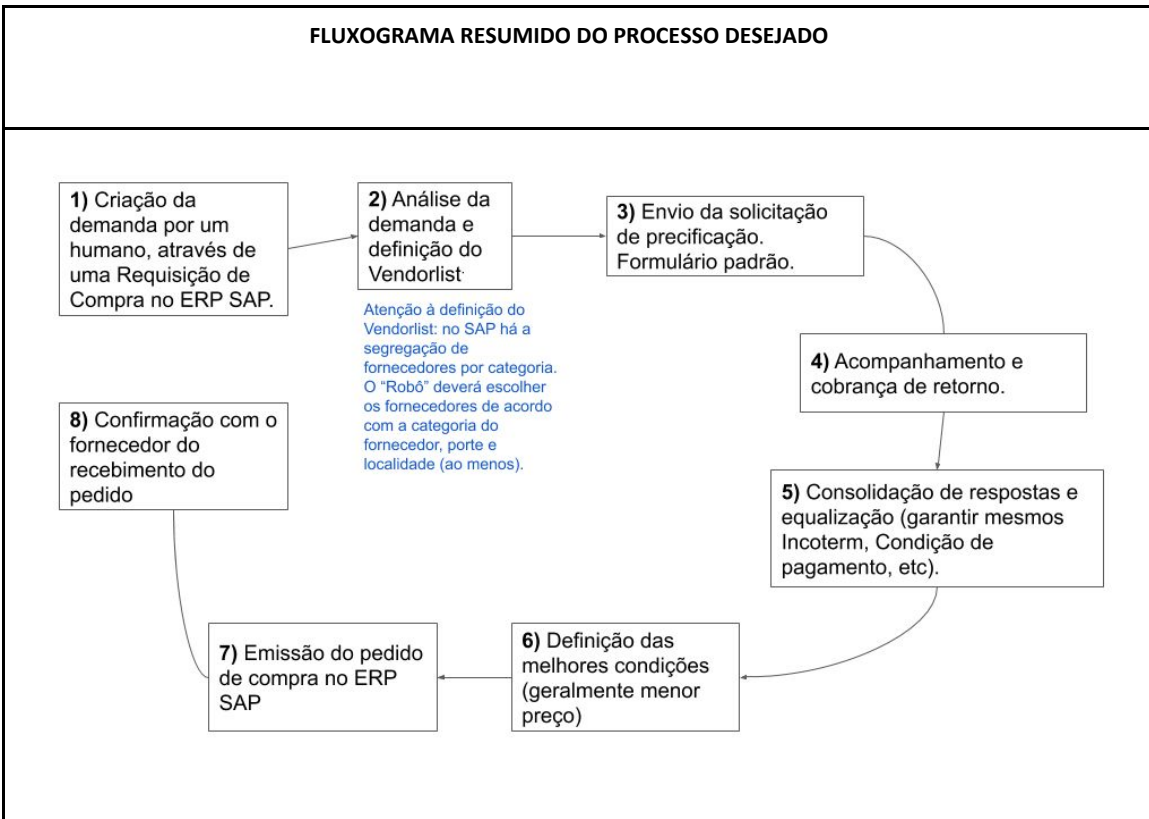 FLUXOGRAMA RESUMIDO DO PROCESSO DESEJADO
1) Criação da
demanda por um
humano, através de
uma Requisição de
Compra no ERP SAP.
2) Análise da
demanda e
definição do
Vendorlist.
Atenção à definição do
Vendorlist: no SAP há a
segregação de
fornecedores por categoria.
O “Robô” deverá escolher
os fornecedores de acordo
com a categoria do
fornecedor, porte e
localidade (ao menos).
3) Envio da solicitação
de precificação.
Formulário padrão.
4) Acompanhamento e
cobrança de retorno.
5) Consolidação de respostas e
equalização (garantir mesmos
Incoterm, Condição de
pagamento, etc).
6) Definição das
melhores condições
(geralmente menor
preço)
7) Emissão do pedido
de compra no ERP
SAP
8) Confirmação com o
fornecedor do
recebimento do
pedido